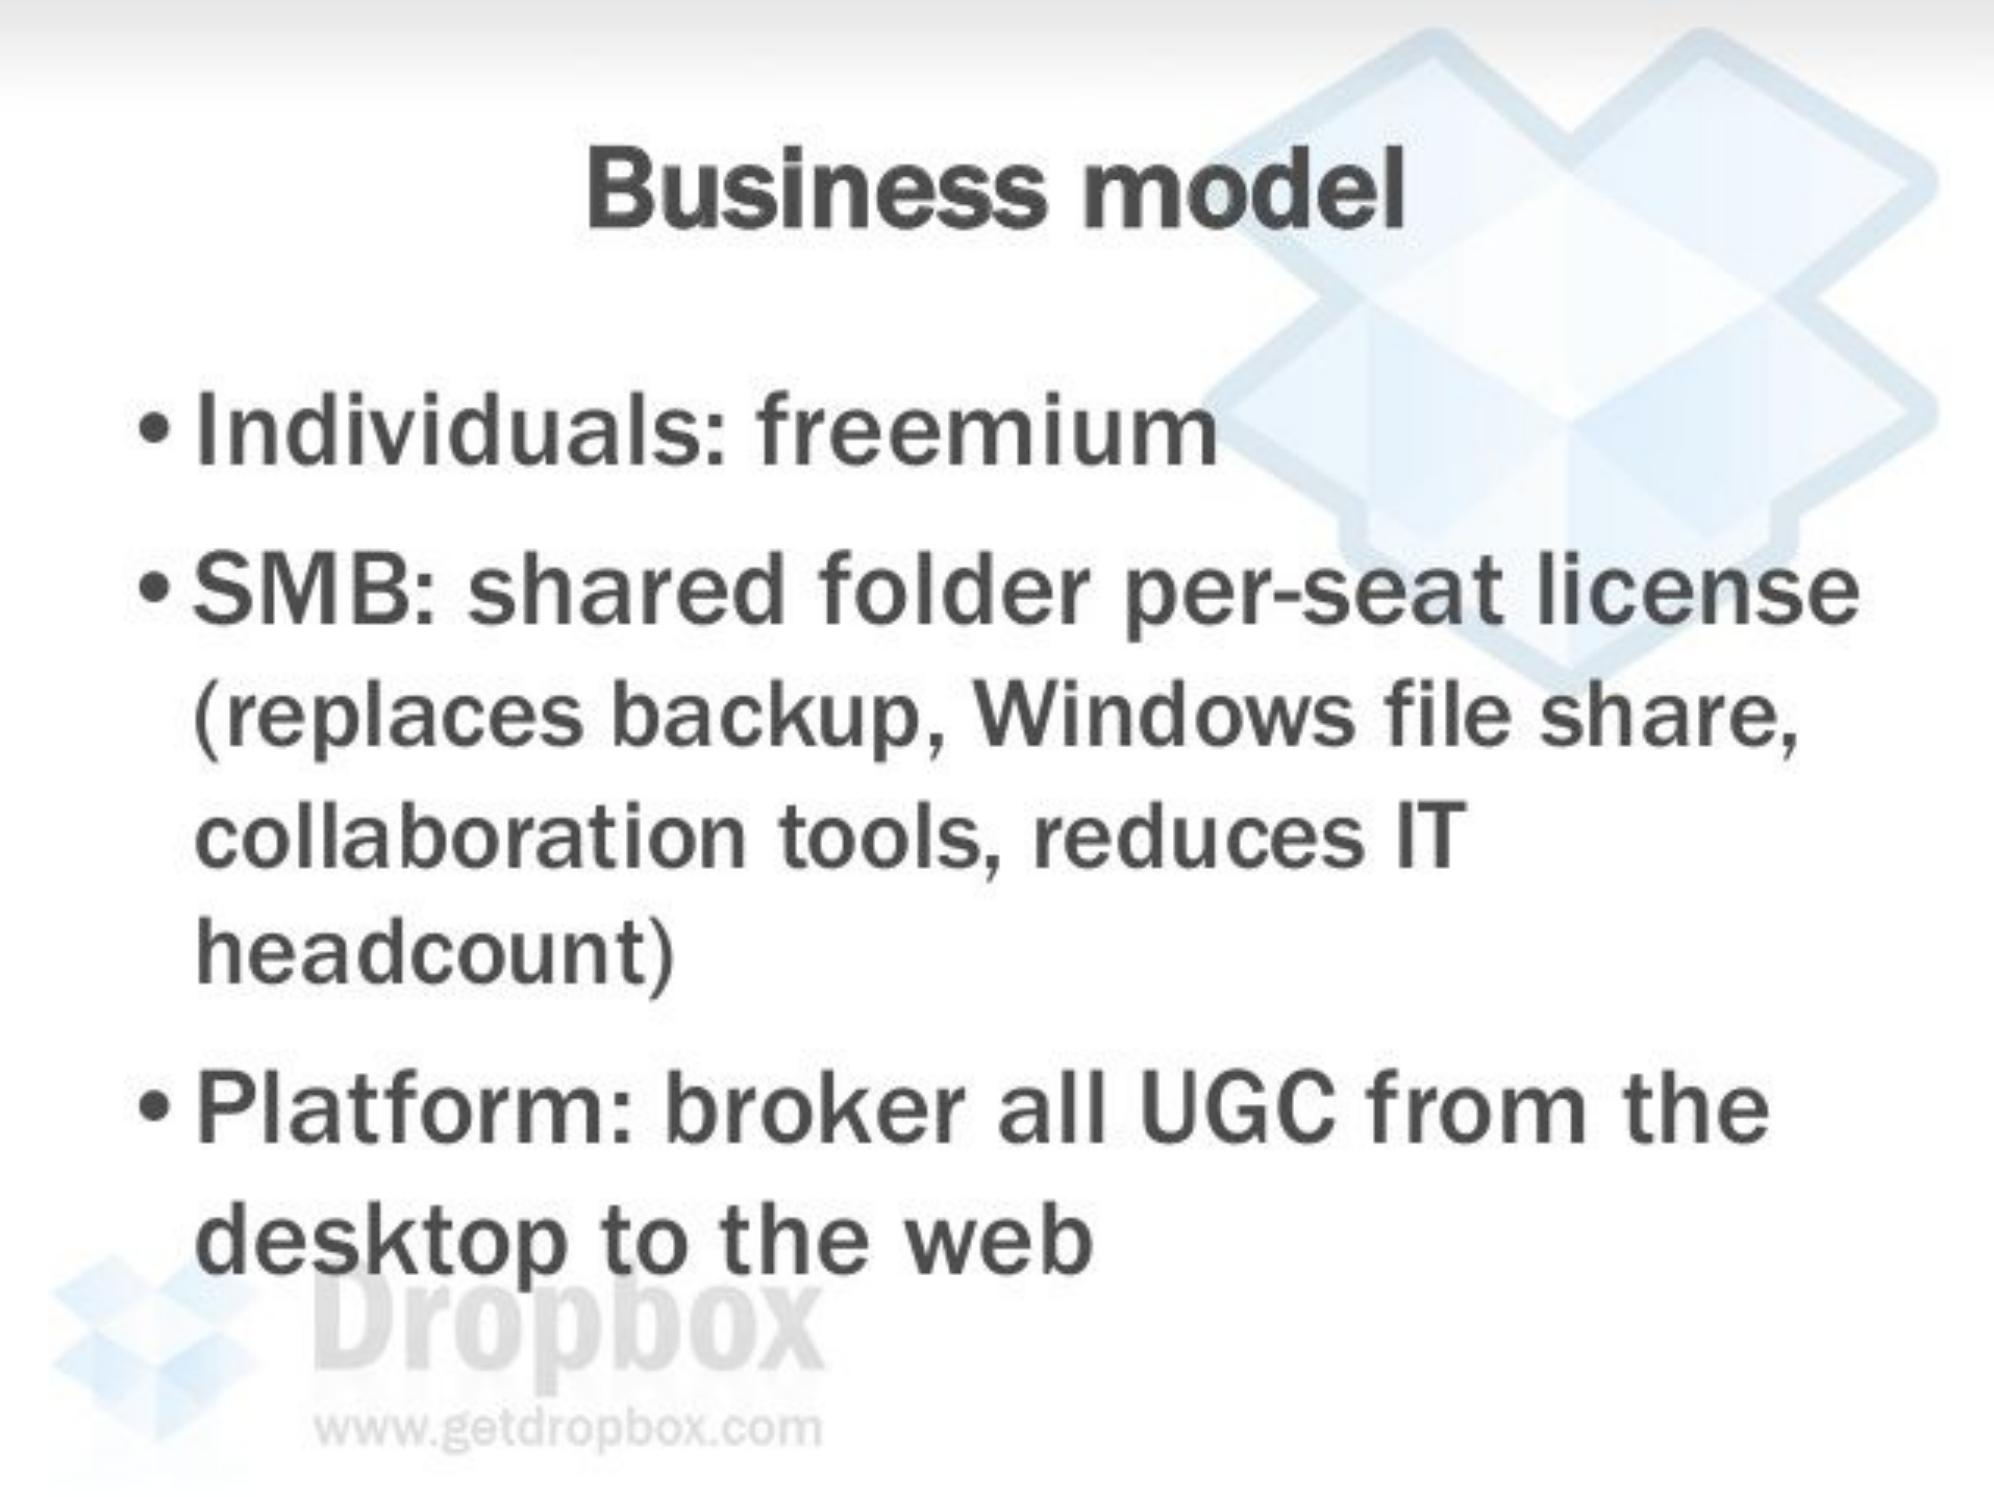 Business model
• Individuals: freemium
• SMB: shared folder per-seat license
(replaces backup, Windows file share,
collaboration tools, reduces IT
headcount)
• Platform: broker all UGC from the
desktop to the web
Dropbox
www.getdropbox.com